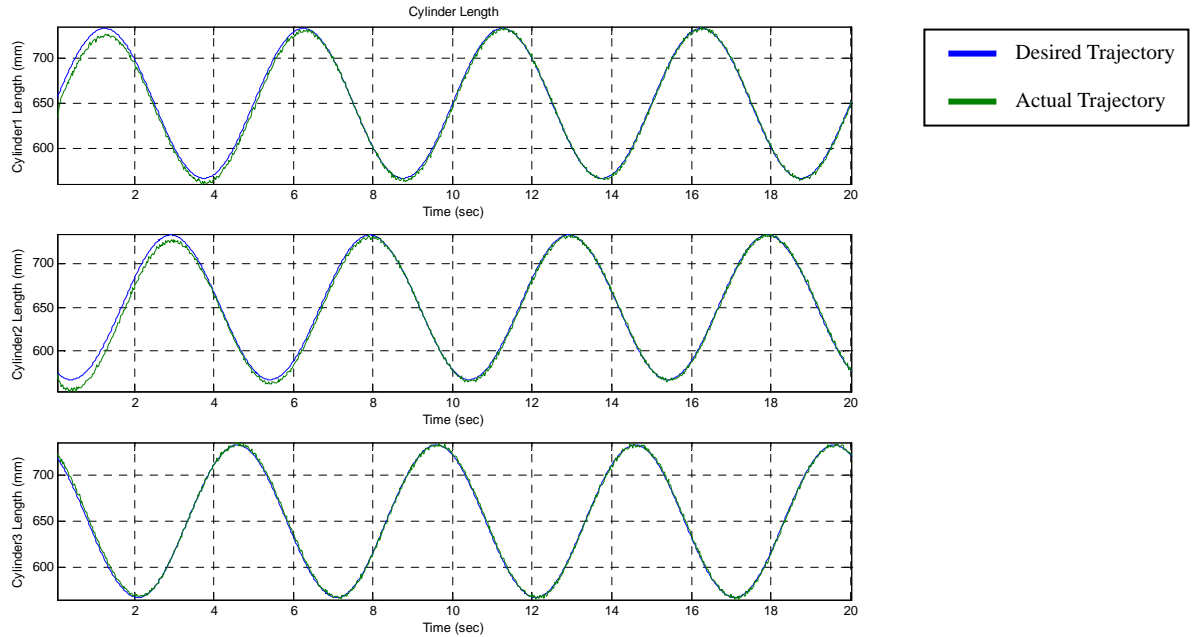 Cylinder Length
Cylinder1 Length (mm)
700
650
600
2 4 6 8 10 12 14 16 18 20
Time (sec)
Cylinder2 Length (mm)
700
650
600
2 4 6 8 10 12 14 16 18 20
Time (sec)
Cylinder3 Length (mm)
700
650
600
2 4 6 8 10 12 14 16 18 20
Time (sec)
Desired Trajectory
Actual Trajectory